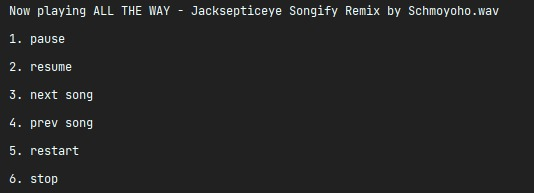 Now playing ALL THE WAY - Jacksepticeye Songify Remix by Schmoyoho.wav
1. pause
2. resume
3. next song
4. prev song
5. restart
6. stop